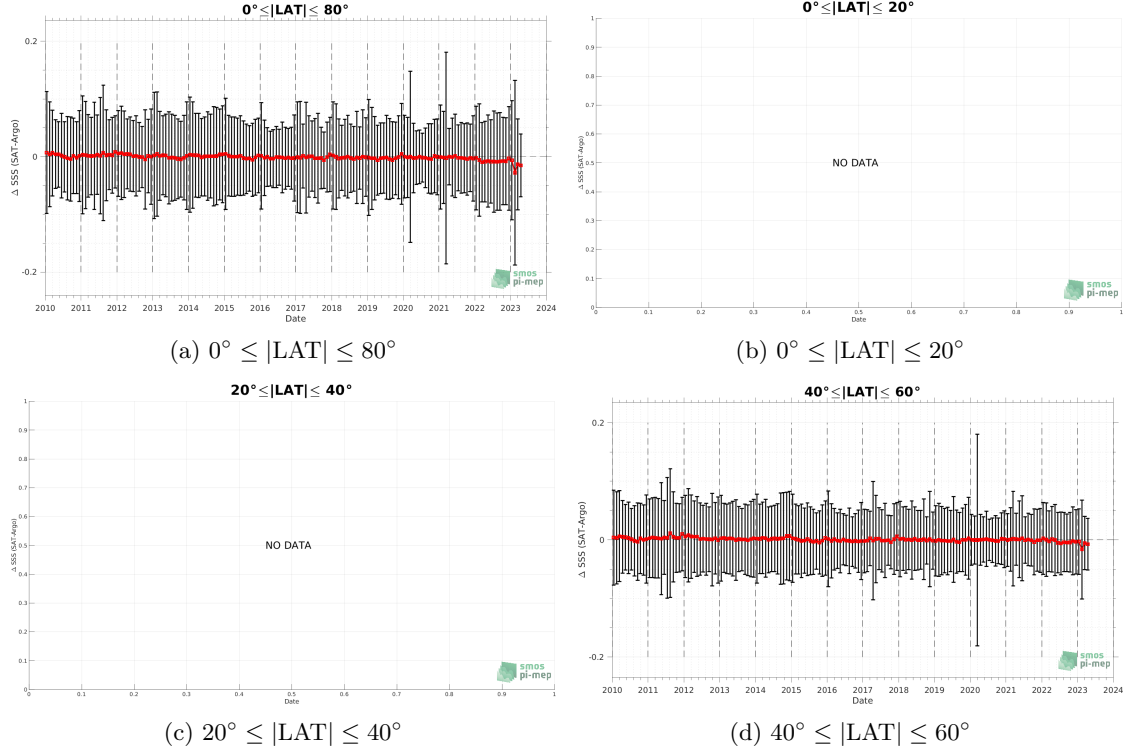 0°≤|LAT|≤ 80°
0.2
0
-0.2
Δ SSS (SAT-Argo)
2010 2011 2012 2013 2014 2015 2016 2017 2018 2019 2020 2021 2022 2023 2024
Date
smos
pi-mep
(a) 0° ≤ |LAT| ≤ 80°
0°≤|LAT|≤ 20°
1
0.9
0.8
0.7
0.6
0.5
0.4
0.3
0.2
0.1
0
Δ SSS (SAT-Argo)
NO DATA
0 0.1 0.2 0.3 0.4 0.5 0.6 0.7 0.8 0.9 1
Date
smos
pi-mep
(b) 0° ≤ |LAT| ≤ 20°
20°≤|LAT|≤ 40°
1
0.9
0.8
0.7
0.6
0.5
0.4
0.3
0.2
0.1
0
Δ SSS (SAT-Argo)
NO DATA
0 0.1 0.2 0.3 0.4 0.5 0.6 0.7 0.8 0.9 1
Date
smos
pi-mep
(c) 20° ≤ |LAT| ≤ 40°
40°≤|LAT|≤ 60°
0.2
0
-0.2
Δ SSS (SAT-Argo)
2010 2011 2012 2013 2014 2015 2016 2017 2018 2019 2020 2021 2022 2023 2024
Date
smos
pi-mep
(d) 40° ≤ |LAT| ≤ 60°